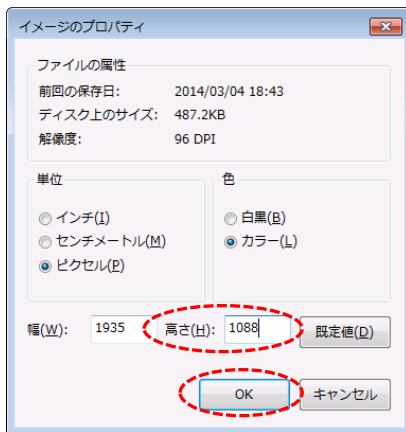 イメージのプロパティ
ファイルの属性
前回の保存日: 2014/03/04 18:43
ディスク上のサイズ: 487.2KB
解像度: 96 DPI
単位
インチ(I)
センチメートル(M)
ピクセル(P)
色
白黒(B)
カラー(L)
幅(W): 1935 高さ(H): 1088 既定値(D)
OK キャンセル